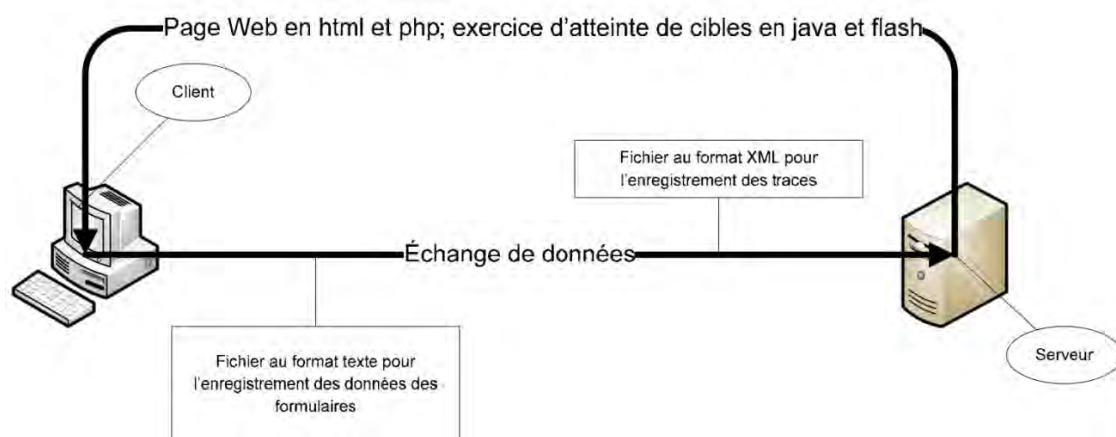 Page Web en html et php; exercice d’atteinte de cibles en java et flash
Client
Fichier au format XML pour
l’enregistrement des traces
Échange de données
Fichier au format texte pour
l’enregistrement des données des
formulaires
Serveur